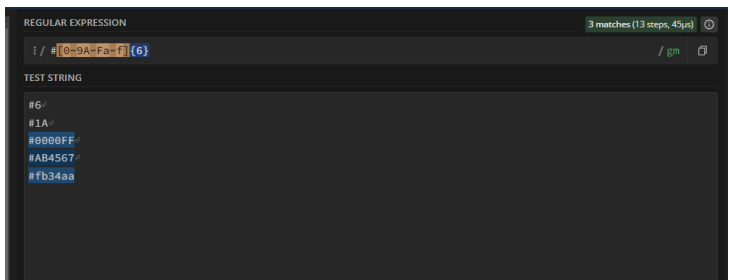 REGULAR EXPRESSION
3 matches (13 steps, 45μs)
/ #[0-9A-Fa-f]{6}
/ gm
TEST STRING
#6
#1A
#0000FF
#AB4567
#fb34aa